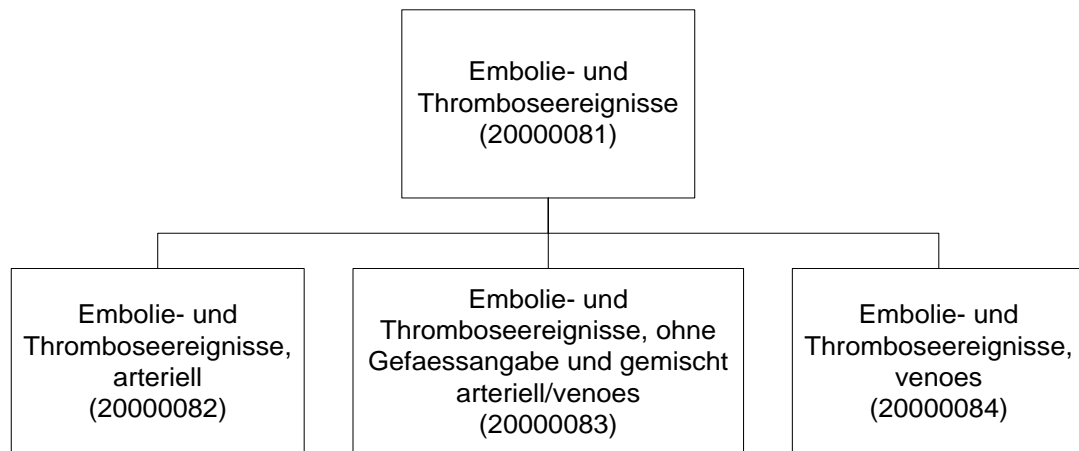 Embolie- und
Thromboseereignisse
(20000081)
Embolie- und
Thromboseereignisse,
arteriell
(20000082)
Embolie- und
Thromboseereignisse, ohne
Gefaessangabe und gemischt
arteriell/venoes
(20000083)
Embolie- und
Thromboseereignisse,
venoes
(20000084)